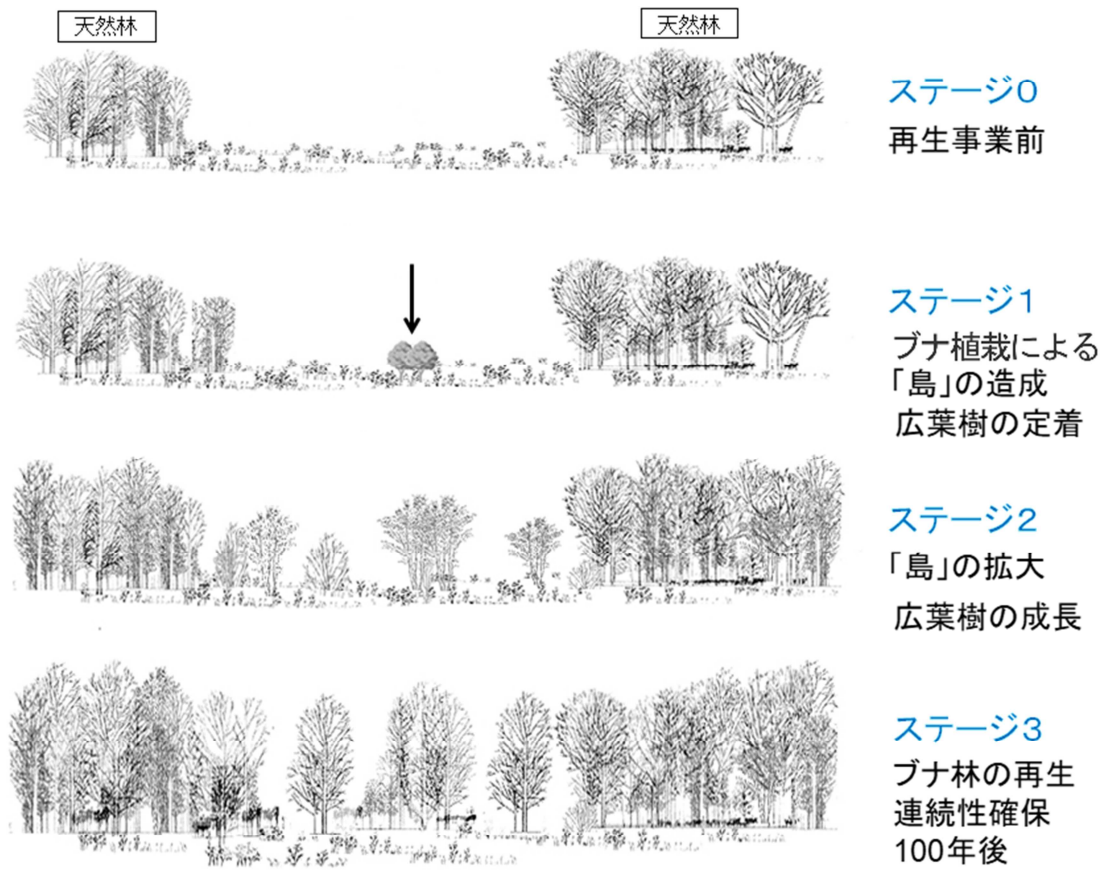 天然林
天然林
ステージ0
再生事業前
ステージ1
ブナ植栽による
「島」の造成
広葉樹の定着
ステージ2
「島」の拡大
広葉樹の成長
ステージ3
ブナ林の再生
連続性確保
100年後